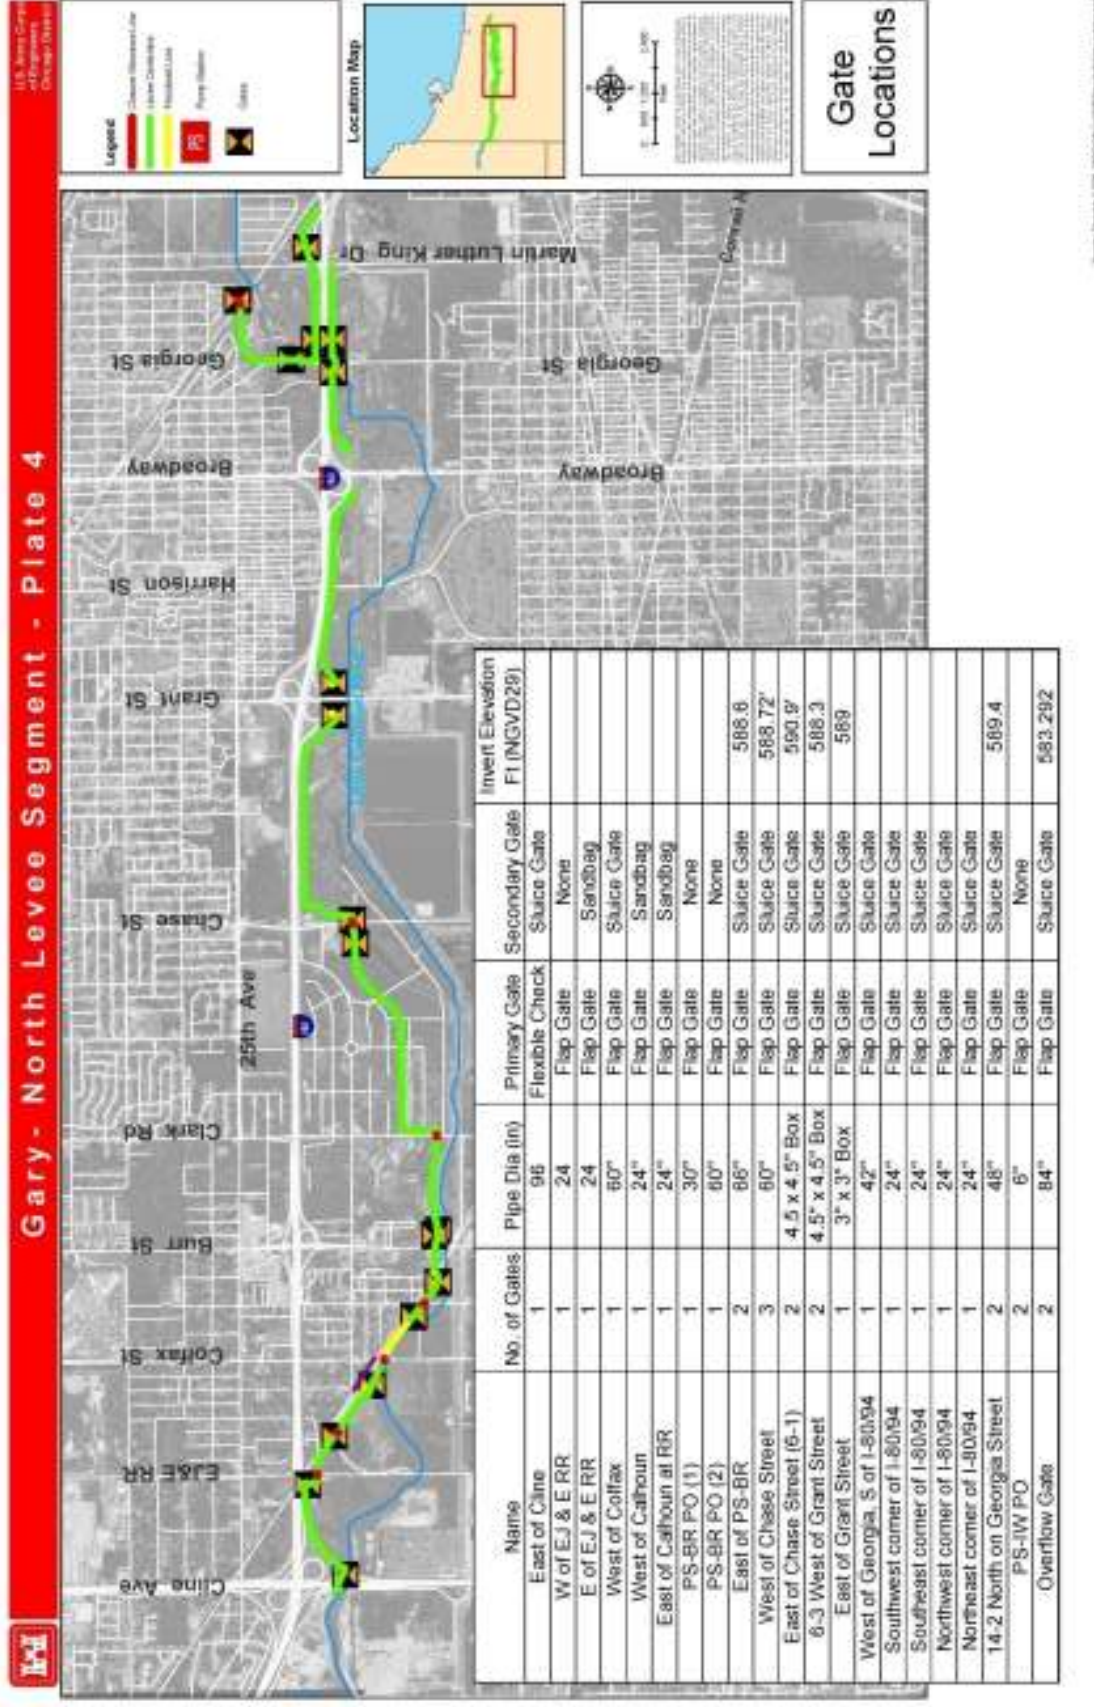 Gary - North Levee Segment - Plate 4
U.S. Army Corps
of Engineers
Chicago District
Legend
Levee Centerline
Floodwall Line
PS
Pump Station
Gates
Location Map
Feet
Gate
Locations
Cline Ave
EJ&E RR
Colfax St
Burr St
Clark Rd
25th Ave
Chase St
Grant St
Harrison St
Broadway
Georgia St
Martin Luther King Dr
Broadway
Georgia St
Name No. of Gates Pipe Dia (in) Primary Gate Secondary Gate Invert Elevation Ft (NGVD29)
East of Cline 1 96 Flexible Check Sluice Gate
W of EJ & E RR 1 24 Flap Gate None
E of EJ & E RR 1 24 Flap Gate Sandbag
West of Colfax 1 60" Flap Gate Sluice Gate
West of Calhoun 1 24" Flap Gate Sandbag
East of Calhoun at RR 1 24" Flap Gate Sandbag
PS-BR PO (1) 1 30" Flap Gate None
PS-BR PO (2) 1 60" Flap Gate None
East of PS-BR 2 66" Flap Gate Sluice Gate 588.6
West of Chase Street 3 60" Flap Gate Sluice Gate 588.72'
East of Chase Street (6-1) 2 4.5 x 4.5" Box Flap Gate Sluice Gate 590.9'
6-3 West of Grant Street 2 4.5" x 4.5" Box Flap Gate Sluice Gate 588.3
East of Grant Street 1 3" x 3" Box Flap Gate Sluice Gate 589
West of Georgia, S of I-80/94 1 42" Flap Gate Sluice Gate
Southwest corner of I-80/94 1 24" Flap Gate Sluice Gate
Southeast corner of I-80/94 1 24" Flap Gate Sluice Gate
Northwest corner of I-80/94 1 24" Flap Gate Sluice Gate
Northeast corner of I-80/94 1 24" Flap Gate Sluice Gate
14-2 North on Georgia Street 2 48" Flap Gate Sluice Gate 589.4
PS-IW PO 2 6" Flap Gate None
Overflow Gate 2 84" Flap Gate Sluice Gate 583.292